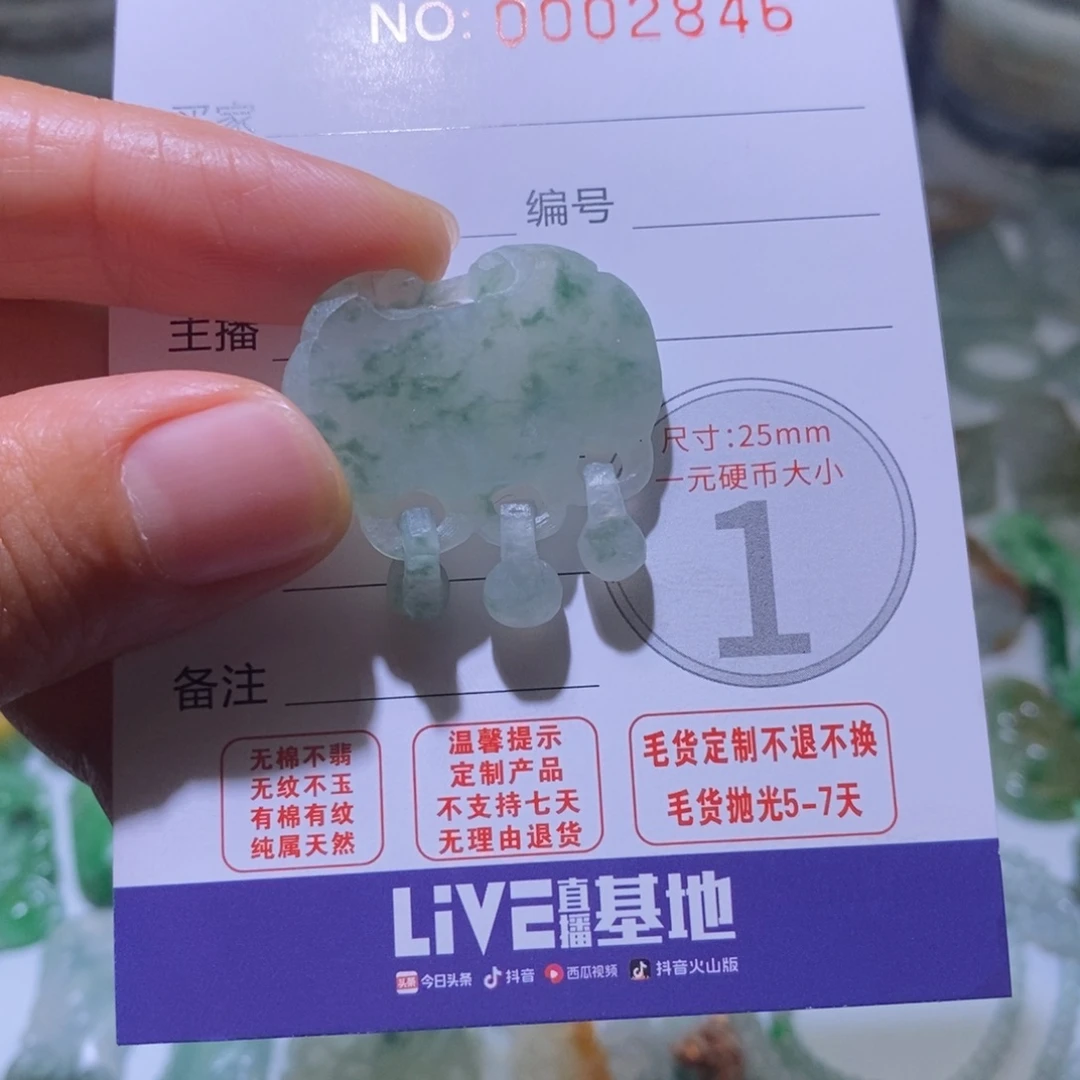 NO: 0002846
买家
编号
主播
尺寸:25mm
一元硬币大小
1
备注
无棉不翡
无纹不玉
有棉有纹
纯属天然
温馨提示
定制产品
不支持七天
无理由退货
毛货定制不退不换
毛货抛光5-7天
LiVE直播基地
头条 今日头条 抖音 西瓜视频 抖音火山版